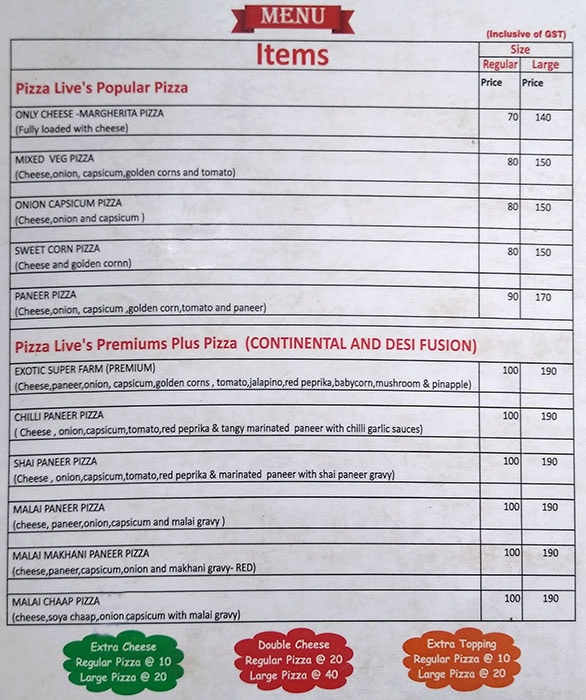 MENU
(Inclusive of GST)
Items
Size
Regular Large
Pizza Live's Popular Pizza
Price Price
ONLY CHEESE -MARGHERITA PIZZA 70 140
(Fully loaded with cheese)
MIXED VEG PIZZA 80 150
(Cheese,onion, capsicum,golden corns and tomato)
ONION CAPSICUM PIZZA 80 150
(Cheese,onion and capsicum )
SWEET CORN PIZZA 80 150
(Cheese and golden cornn)
PANEER PIZZA 90 170
(Cheese,onion, capsicum ,golden corn,tomato and paneer)
Pizza Live's Premiums Plus Pizza (CONTINENTAL AND DESI FUSION)
EXOTIC SUPER FARM (PREMIUM) 100 190
(Cheese,paneer,onion, capsicum,golden corns , tomato,jalapino,red peprika,babycorn,mushroom & pinapple)
CHILLI PANEER PIZZA 100 190
( Cheese , onion,capsicum,tomato,red peprika & tangy marinated paneer with chilli garlic sauces)
SHAI PANEER PIZZA 100 190
(Cheese , onion,capsicum,tomato,red peprika & marinated paneer with shai paneer gravy)
MALAI PANEER PIZZA 100 190
(cheese, paneer,onion,capsicum and malai gravy )
MALAI MAKHANI PANEER PIZZA 100 190
(cheese,paneer,capsicum,onion and makhani gravy- RED)
MALAI CHAAP PIZZA 100 190
(cheese,soya chaap,onion capsicum with malai gravy)
Extra Cheese
Regular Pizza @ 10
Large Pizza @ 20
Double Cheese
Regular Pizza @ 20
Large Pizza @ 40
Extra Topping
Regular Pizza @ 10
Large Pizza @ 20